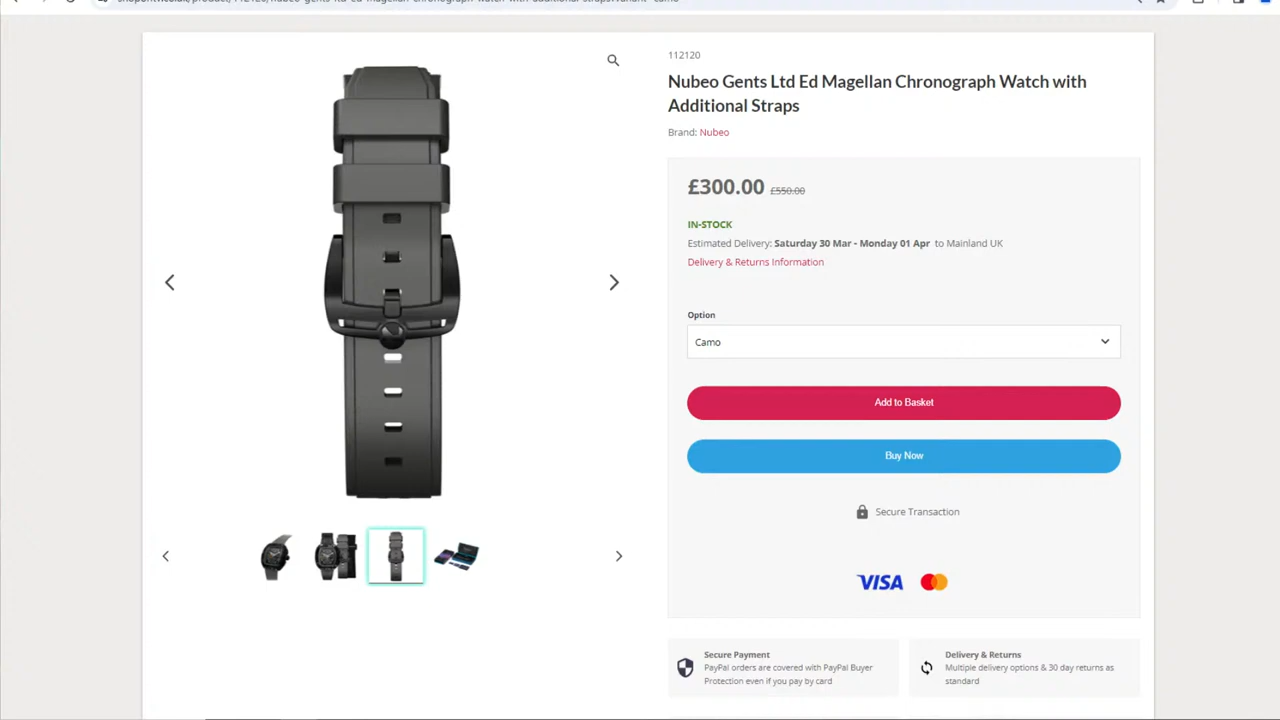 112120
Nubeo Gents Ltd Ed Magellan Chronograph Watch with
Additional Straps
Brand: Nubeo
£300.00 £550.00
IN-STOCK
Estimated Delivery: Saturday 30 Mar - Monday 01 Apr to Mainland UK
Delivery & Returns Information
Option
Camo
Add to Basket
Buy Now
Secure Transaction
VISA
Secure Payment
PayPal orders are covered with PayPal Buyer
Protection even if you pay by card
Delivery & Returns
Multiple delivery options & 30 day returns as
standard